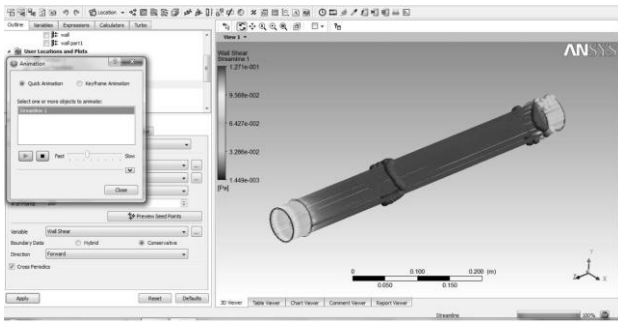 Location
Outline Variables Expressions Calculators Turbo
wall
wall part1
User Locations and Plots
Animation
Quick Animation Keyframe Animation
Select one or more objects to animate:
Streamline 1
Fast Slow
Close
Preview Seed Points
Variable Wall Shear
Boundary Data Hybrid Conservative
Direction Forward
Cross Periodics
Apply Reset Defaults
View 1
Wall Shear
Streamline 1
1.271e-001
9.568e-002
6.427e-002
3.286e-002
1.449e-003
[Pa]
ANSYS
0 0.100 0.200 (m)
0.050 0.150
Y
Z X
3D Viewer Table Viewer Chart Viewer Comment Viewer Report Viewer
Streamline 100%